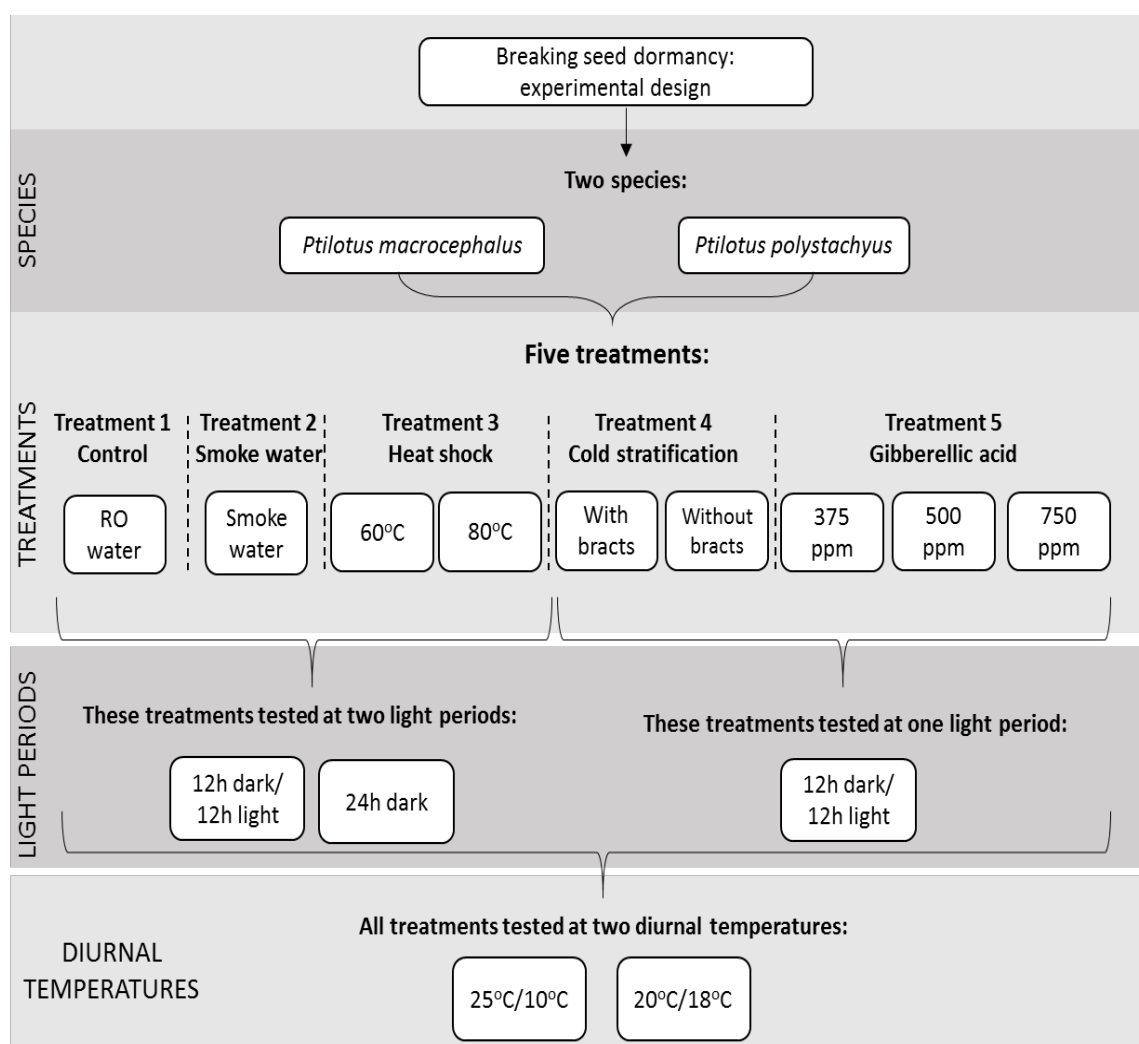 Breaking seed dormancy:
experimental design
SPECIES
Two species:
Ptilotus macrocephalus
Ptilotus polystachyus
TREATMENTS
Five treatments:
Treatment 1
Control
Treatment 2
Smoke water
Treatment 3
Heat shock
Treatment 4
Cold stratification
Treatment 5
Gibberellic acid
RO
water
Smoke
water
60°C
80°C
With
bracts
Without
bracts
375
ppm
500
ppm
750
ppm
LIGHT PERIODS
These treatments tested at two light periods:
12h dark/
12h light
24h dark
These treatments tested at one light period:
12h dark/
12h light
DIURNAL
TEMPERATURES
All treatments tested at two diurnal temperatures:
25°C/10°C
20°C/18°C